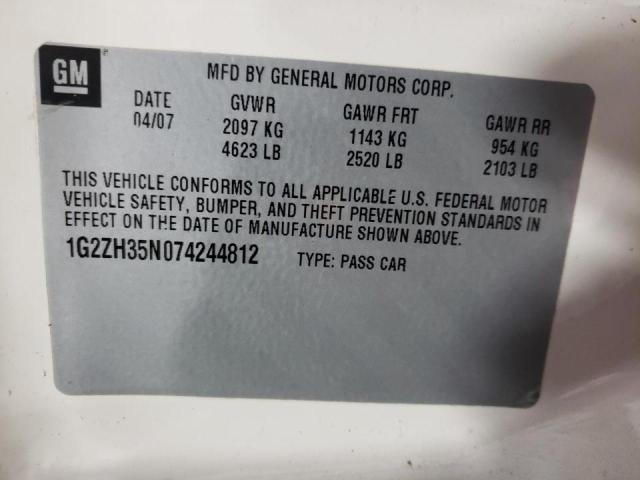 GM
MFD BY GENERAL MOTORS CORP.
DATE GVWR GAWR FRT GAWR RR
04/07 2097 KG 1143 KG 954 KG
4623 LB 2520 LB 2103 LB
THIS VEHICLE CONFORMS TO ALL APPLICABLE U.S. FEDERAL MOTOR
VEHICLE SAFETY, BUMPER, AND THEFT PREVENTION STANDARDS IN
EFFECT ON THE DATE OF MANUFACTURE SHOWN ABOVE.
1G2ZH35N074244812 TYPE: PASS CAR